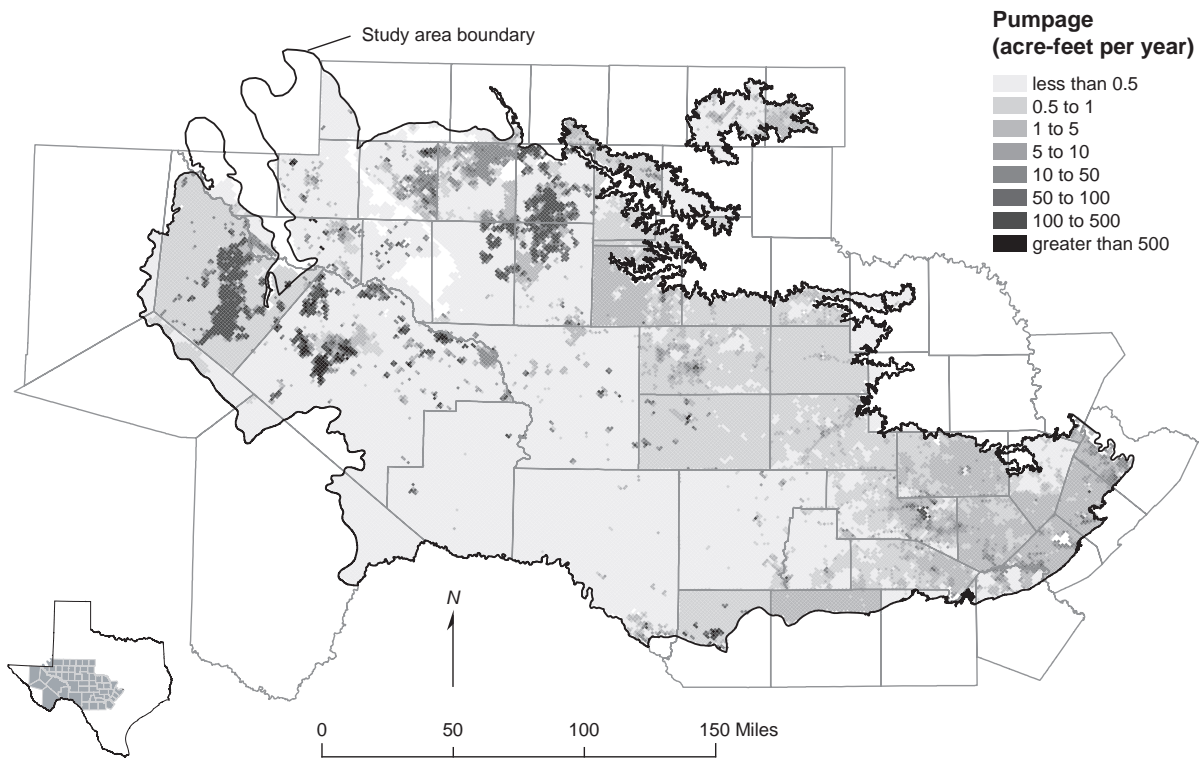 Study area boundary
Pumpage
(acre-feet per year)
less than 0.5
0.5 to 1
1 to 5
5 to 10
10 to 50
50 to 100
100 to 500
greater than 500
N
0 50 100 150 Miles